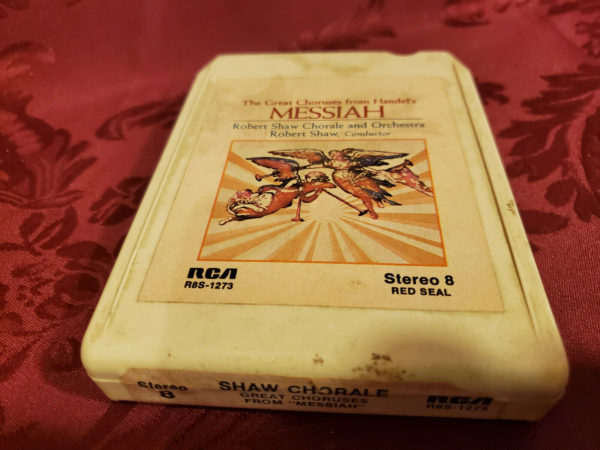 The Great Choruses from Handel's
MESSIAH
Robert Shaw Chorale and Orchestra
Robert Shaw, Conductor
RCA
R8S-1273
Stereo 8
RED SEAL
Stereo
8
SHAW CHORALE
GREAT CHORUSES
FROM "MESSIAH"
RCA
R8S-1273